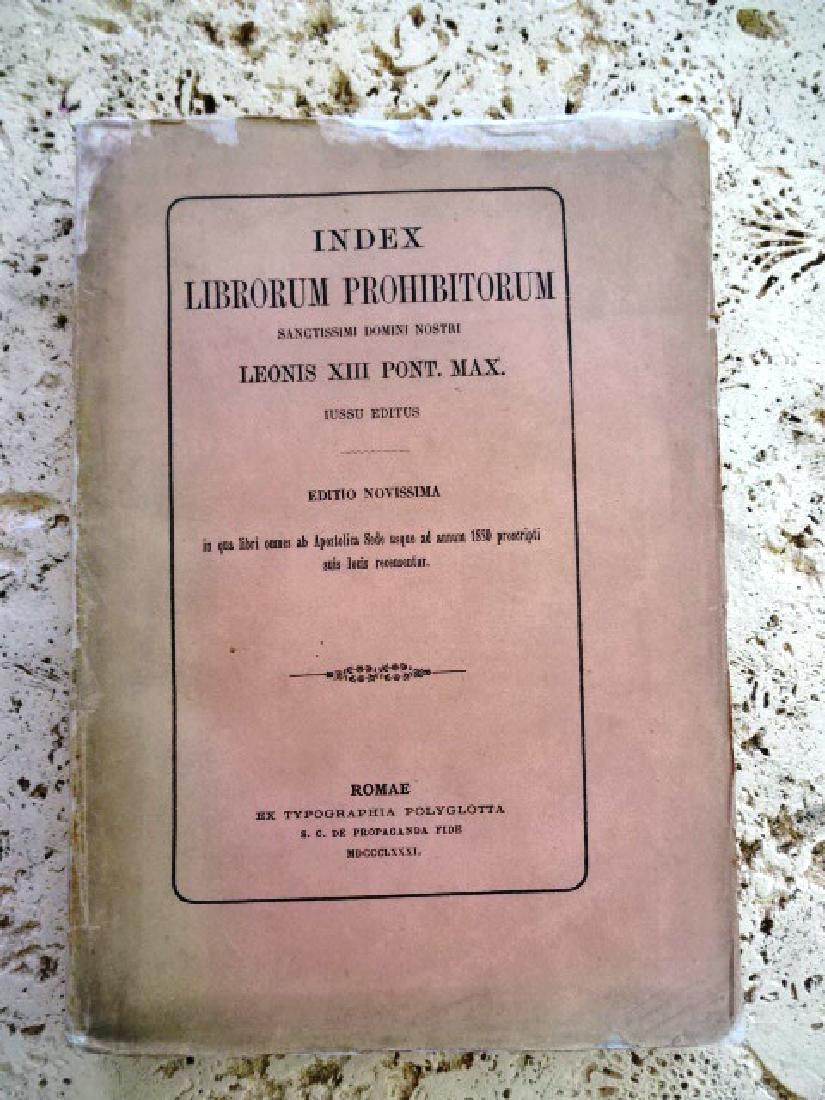 INDEX
LIBRORUM PROHIBITORUM
SANCTISSIMI DOMINI NOSTRI
LEONIS XIII PONT. MAX.
IUSSU EDITUS
EDITIO NOVISSIMA
in qua libri omnes ab Apostolica Sede usque ad annum 1880 proscripti
suis locis recensentur.
ROMAE
EX TYPOGRAPHIA POLYGLOTTA
S. C. DE PROPAGANDA FIDE
MDCCCLXXXI.